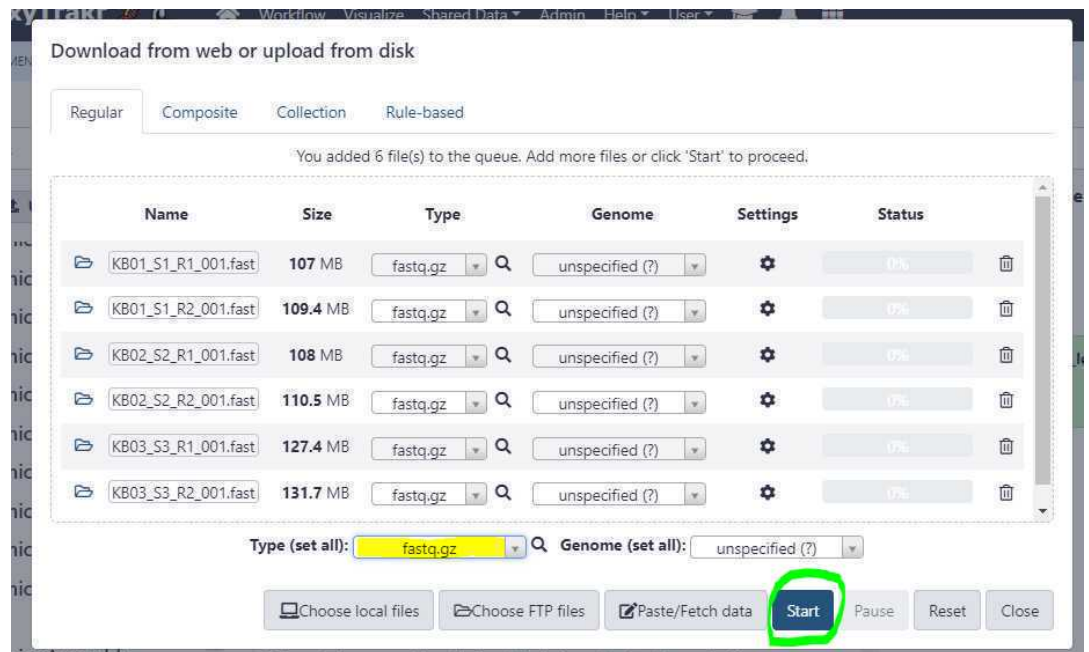 Workflow Visualize Shared Data Admin Help User
Download from web or upload from disk
Regular Composite Collection Rule-based
You added 6 file(s) to the queue. Add more files or click 'Start' to proceed.
Name Size Type Genome Settings Status
KB01_S1_R1_001.fast 107 MB fastq.gz unspecified (?) 0%
KB01_S1_R2_001.fast 109.4 MB fastq.gz unspecified (?) 0%
KB02_S2_R1_001.fast 108 MB fastq.gz unspecified (?) 0%
KB02_S2_R2_001.fast 110.5 MB fastq.gz unspecified (?) 0%
KB03_S3_R1_001.fast 127.4 MB fastq.gz unspecified (?) 0%
KB03_S3_R2_001.fast 131.7 MB fastq.gz unspecified (?) 0%
Type (set all): fastq.gz Genome (set all): unspecified (?)
Choose local files Choose FTP files Paste/Fetch data Start Pause Reset Close